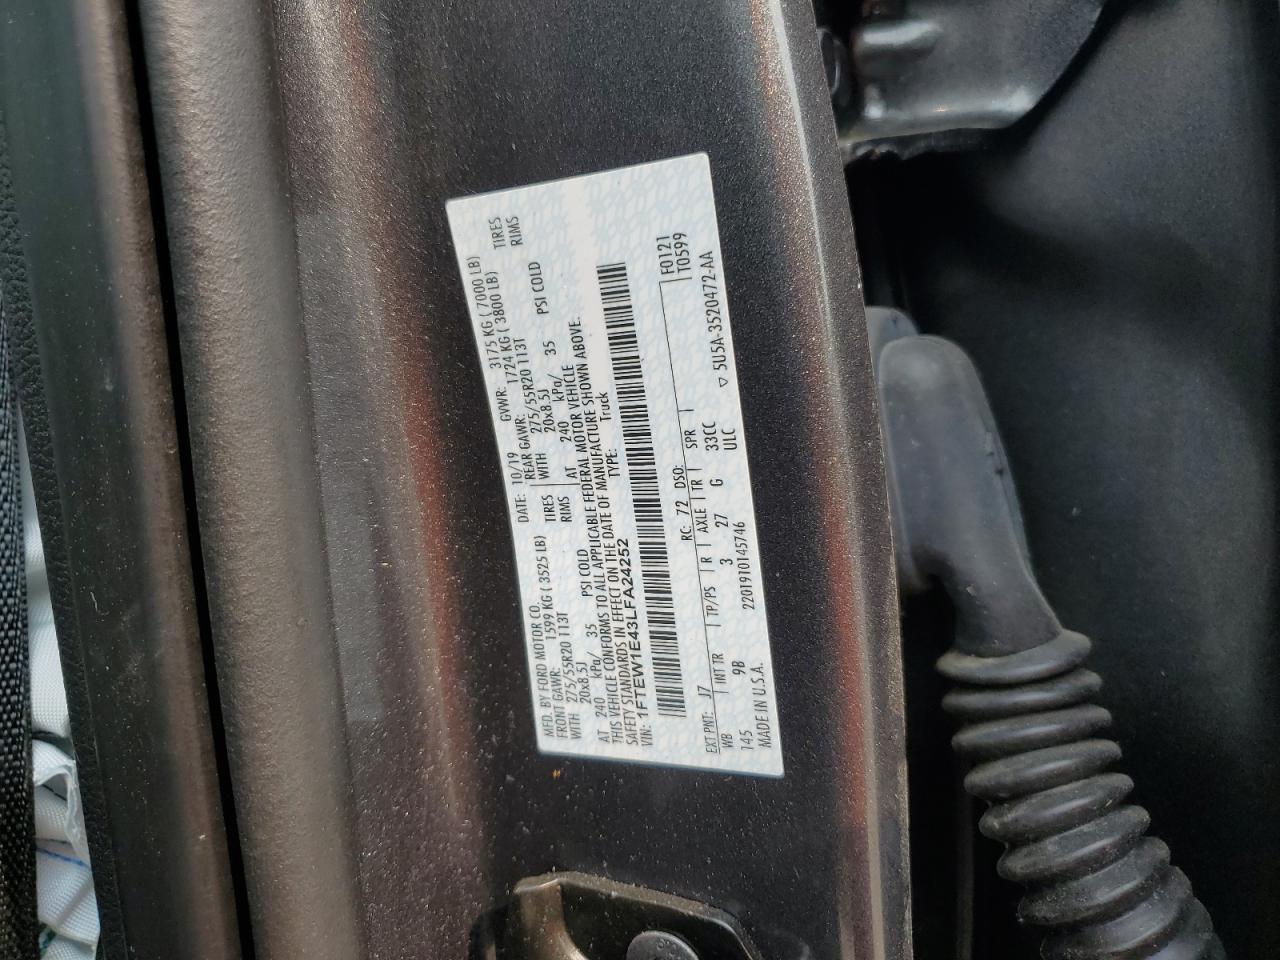 MFD. BY FORD MOTOR CO. DATE: 10/19 GVWR: 3175 KG ( 7000 LB)
FRONT GAWR: 1599 KG ( 3525 LB) REAR GAWR: 1724 KG ( 3800 LB)
WITH 275/55R20 113T TIRES WITH 275/55R20 113T TIRES
20x8.5J RIMS 20x8.5J RIMS
AT 240 kPa/ 35 PSI COLD AT 240 kPa/ 35 PSI COLD
THIS VEHICLE CONFORMS TO ALL APPLICABLE FEDERAL MOTOR VEHICLE
SAFETY STANDARDS IN EFFECT ON THE DATE OF MANUFACTURE SHOWN ABOVE.
VIN: 1FTEW1E43LFA24252 TYPE: Truck
F0121
EXT PNT: J7 RC: 72 DSO: T0599
WB INT TR TP/PS R AXLE TR SPR
145 9B 3 27 G 33CC
2201910145746 ULC ▽ 5U5A-3520472-AA
MADE IN U.S.A.